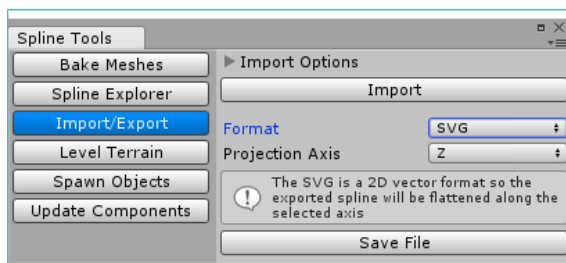 Spline Tools
Bake Meshes
Spline Explorer
Import/Export
Level Terrain
Spawn Objects
Update Components
Import Options
Import
Format SVG
Projection Axis Z
The SVG is a 2D vector format so the
exported spline will be flattened along the
selected axis
Save File